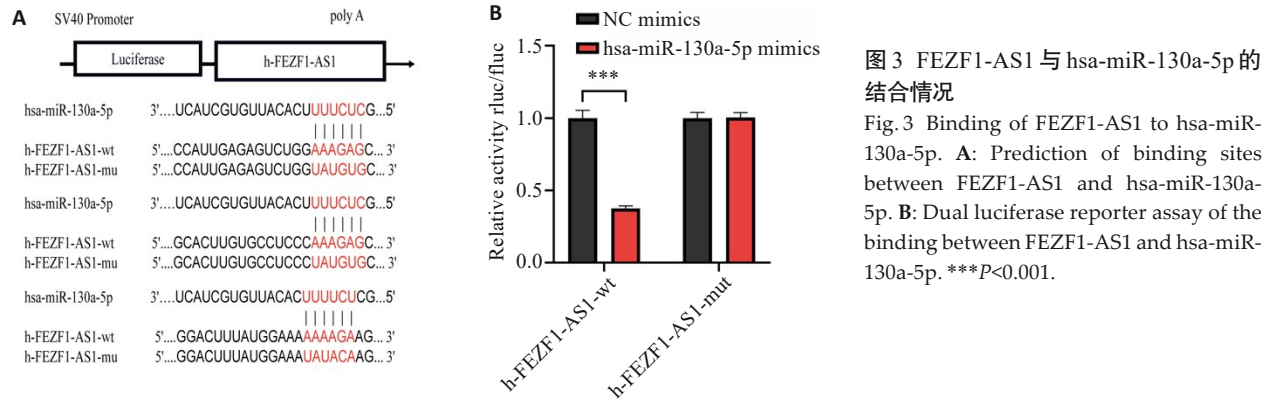 A
SV40 Promoter poly A
Luciferase h-FEZF1-AS1
hsa-miR-130a-5p 3'....UCAUCGUGUUACACUUUUCUCG...5'
h-FEZF1-AS1-wt 5'....CCAUUGAGAGUCUGGAAAGAGC... 3'
h-FEZF1-AS1-mu 5'....CCAUUGAGAGUCUGGUAUGUGC... 3'
hsa-miR-130a-5p 3'....UCAUCGUGUUACACUUUUCUCG...5'
h-FEZF1-AS1-wt 5'....GCACUUGUGCCUCCCAAAGAGC... 3'
h-FEZF1-AS1-mu 5'....GCACUUGUGCCUCCCUAUGUGC... 3'
hsa-miR-130a-5p 3'....UCAUCGUGUUACACUUUUCUCG...5'
h-FEZF1-AS1-wt 5'....GGACUUUAUGGAAAAAAAGAAG... 3'
h-FEZF1-AS1-mu 5'....GGACUUUAUGGAAAUAUACAAG... 3'
B
NC mimics
hsa-miR-130a-5p mimics
***
Relative activity rluc/fluc
1.5
1.0
0.5
0.0
h-FEZF1-AS1-wt
h-FEZF1-AS1-mut
图 3 FEZF1-AS1 与 hsa-miR-130a-5p 的
结合情况
Fig. 3 Binding of FEZF1-AS1 to hsa-miR-
130a-5p. A: Prediction of binding sites
between FEZF1-AS1 and hsa-miR-130a-
5p. B: Dual luciferase reporter assay of the
binding between FEZF1-AS1 and hsa-miR-
130a-5p. ***P<0.001.